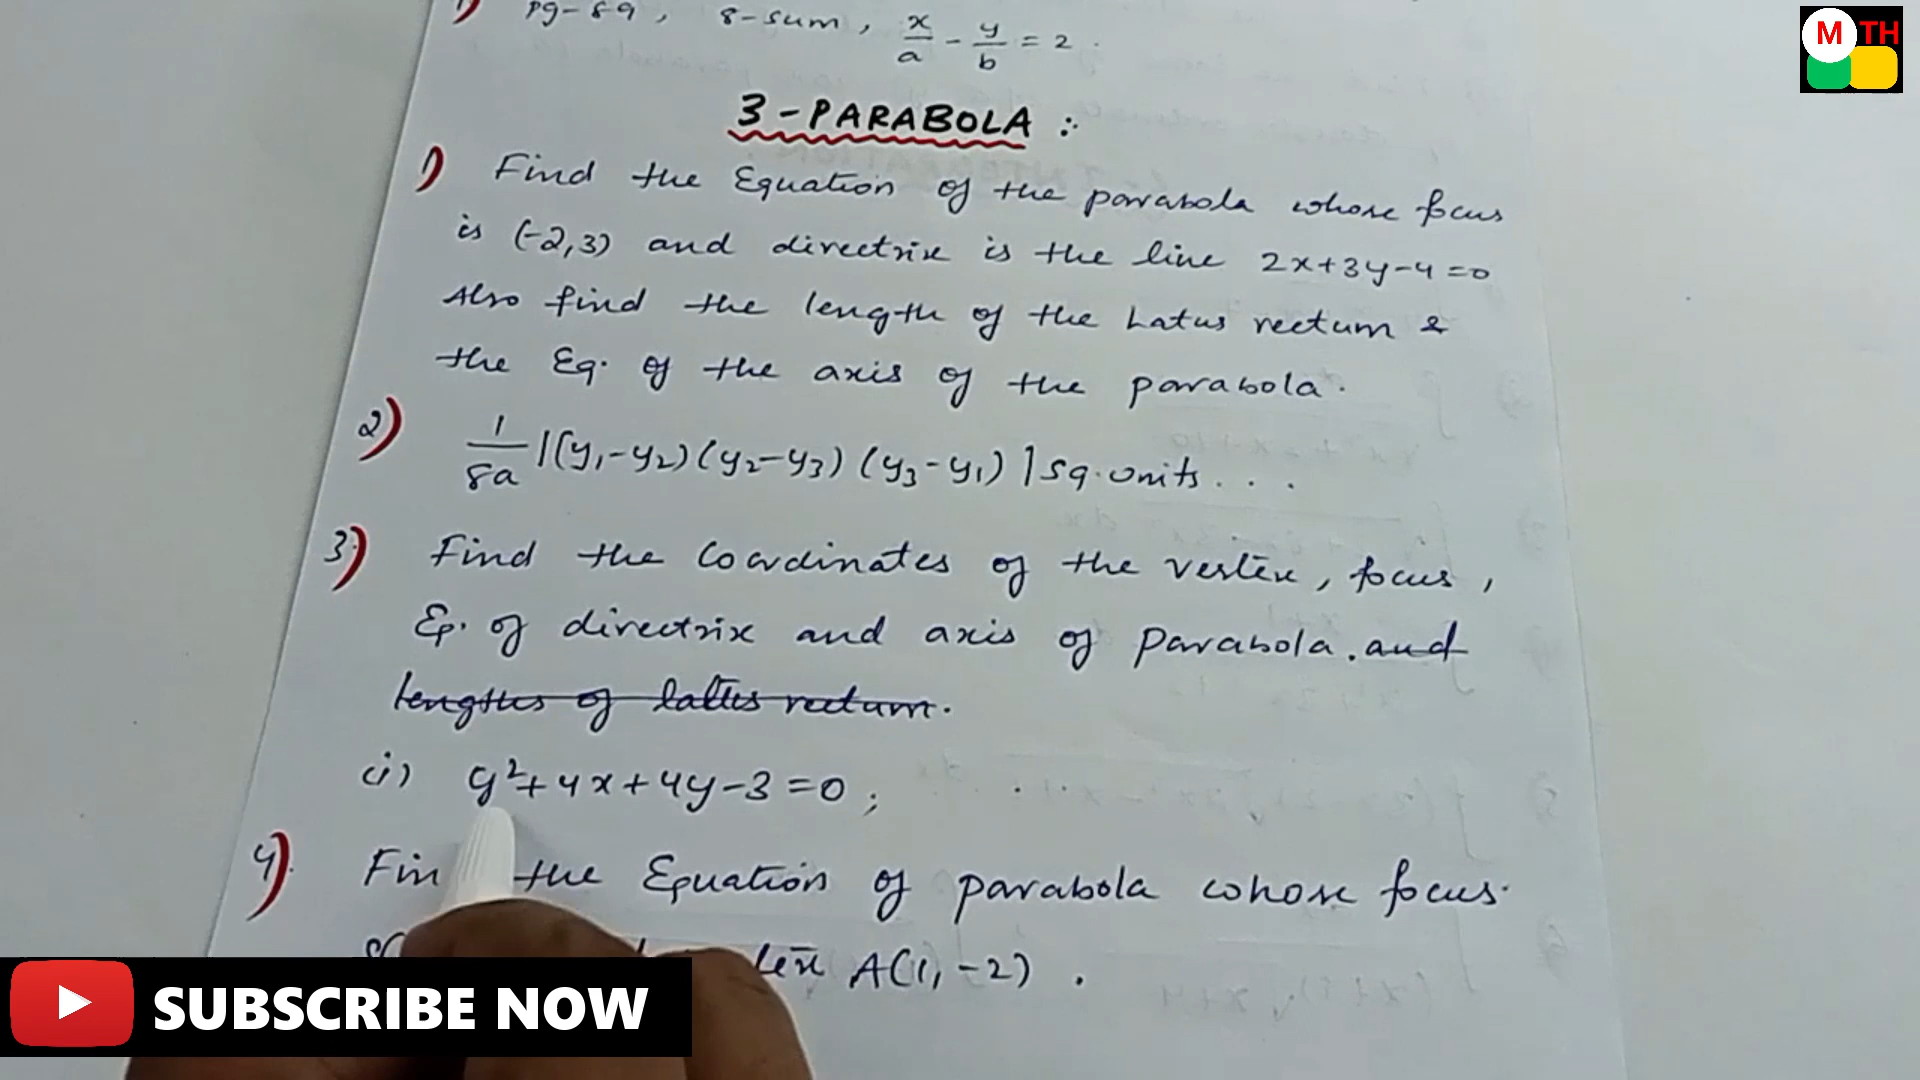 1) pg-89, 8-sum, x/a - y/b = 2.
M TH
3-PARABOLA :
1) Find the Equation of the parabola whose focus
is (-2,3) and directrix is the line 2x+3y-4=0
Also find the length of the Latus rectum &
the Eq. of the axis of the parabola.
2) 1/8a |(y₁-y₂)(y₂-y₃)(y₃-y₁)| sq.units...
3) Find the Coordinates of the vertex, focus,
Eq. of directrix and axis of parabola. and
lengths of lattus rectum.
(i) y²+4x+4y-3=0;
4) Fin the Equation of parabola whose focus.
A(1,-2).
SUBSCRIBE NOW